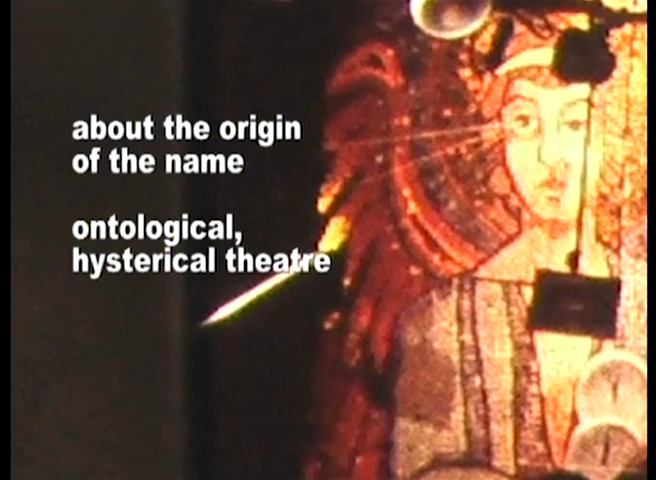 about the origin
of the name
ontological,
hysterical theatre